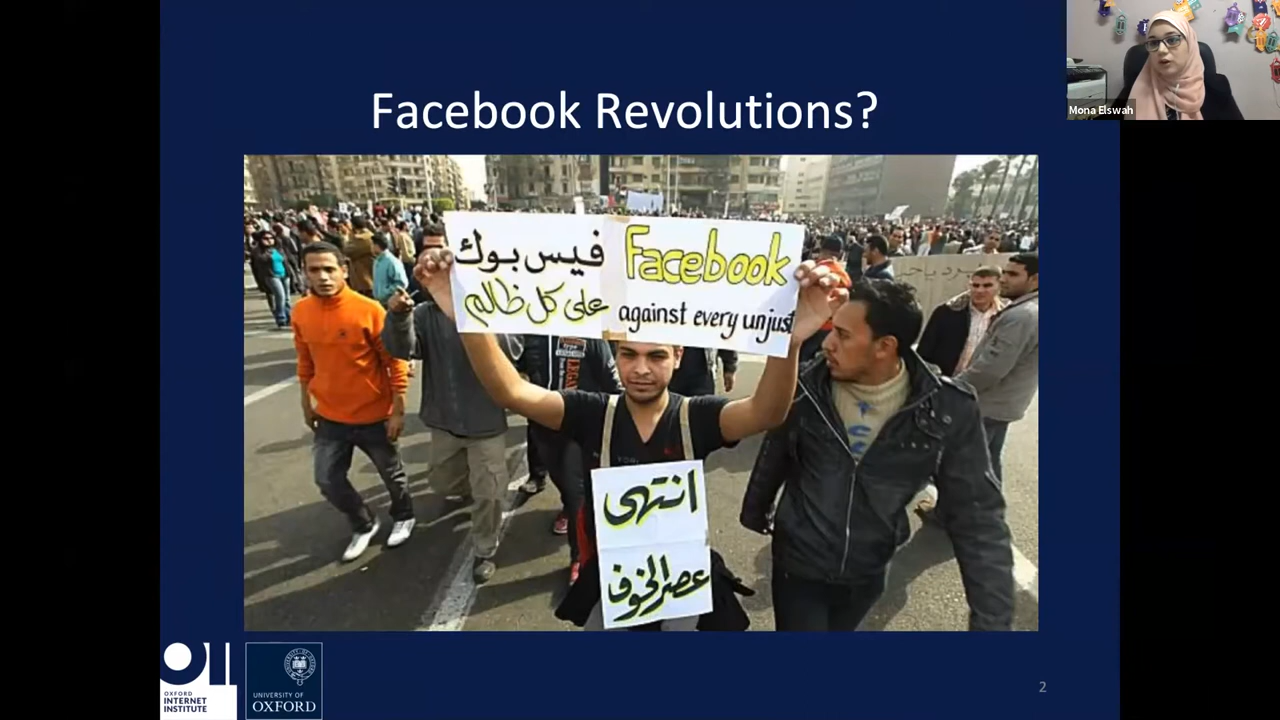 Facebook Revolutions?
Mona Elswah
فيس بوك
على كل ظالم
Facebook
against every unjust
انتهى
عصر الخوف
OXFORD
INTERNET
INSTITUTE
UNIVERSITY OF
OXFORD
2